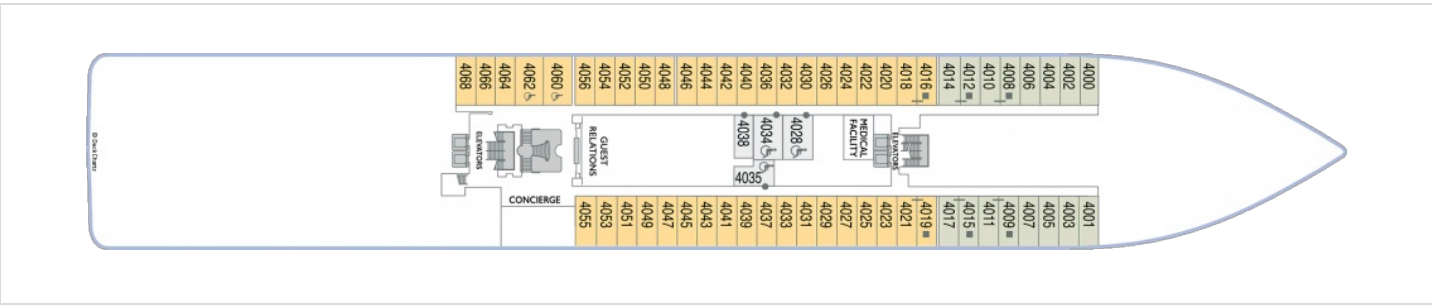 4068 4066 4064 4062 4060 4056 4054 4052 4050 4048 4046 4044 4042 4040 4036 4032 4030 4026 4024 4022 4020 4018 4016 4014 4012 4010 4008 4006 4004 4002 4000
ELEVATORS
GUEST
RELATIONS
4038
4034
4028
MEDICAL
FACILITY
ELEVATORS
© Deck Chartz
4035
CONCIERGE
4055 4053 4051 4049 4047 4045 4043 4041 4039 4037 4033 4031 4029 4027 4025 4023 4021 4019 4017 4015 4011 4009 4007 4005 4003 4001